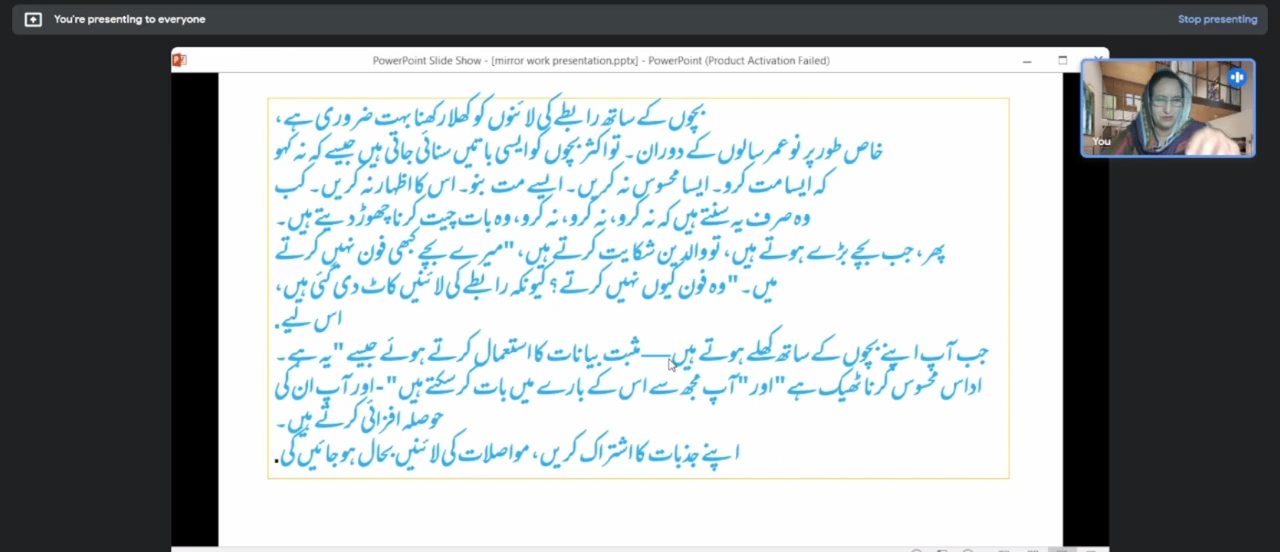 You're presenting to everyone
Stop presenting
PowerPoint Slide Show - [mirror work presentation.pptx] - PowerPoint (Product Activation Failed)
You
بچوں کے ساتھ رابطے کی لائنوں کو کھلا رکھنا بہت ضروری ہے،
خاص طور پر نوعمر سالوں کے دوران۔ تو اکثر بچوں کو ایسی باتیں سنائی جاتی ہیں جیسے کہ نہ کہو
کہ ایسا مت کرو۔ ایسا محسوس نہ کریں۔ ایسے مت بنو۔ اس کا اظہار نہ کریں۔ کب
وہ صرف یہ سنتے ہیں کہ نہ کرو، نہ کرو، نہ کرو، وہ بات چیت کرنا چھوڑ دیتے ہیں۔
پھر، جب بچے بڑے ہوتے ہیں، تو والدین شکایت کرتے ہیں، "میرے بچے کبھی فون نہیں کرتے
میں۔" وہ فون کیوں نہیں کرتے؟ کیونکہ رابطے کی لائنیں کاٹ دی گئی ہیں،
اس لیے.
جب آپ اپنے بچوں کے ساتھ کھلے ہوتے ہیں—مثبت بیانات کا استعمال کرتے ہوئے جیسے "یہ ہے۔
اداس محسوس کرنا ٹھیک ہے "اور "آپ مجھ سے اس کے بارے میں بات کر سکتے ہیں"-اور آپ ان کی
حوصلہ افزائی کرتے ہیں۔
اپنے جذبات کا اشتراک کریں، مواصلات کی لائنیں بحال ہو جائیں گی.